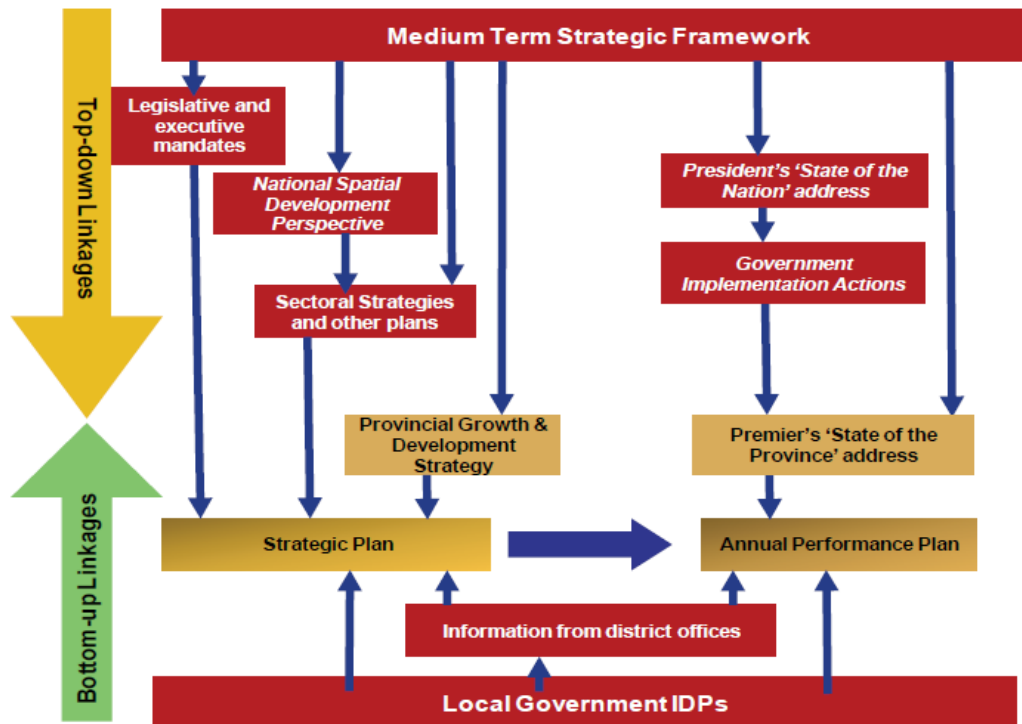 Medium Term Strategic Framework
Top-down Linkages
Legislative and
executive
mandates
National Spatial
Development
Perspective
President's ‘State of the
Nation’ address
Government
Implementation Actions
Sectoral Strategies
and other plans
Provincial Growth &
Development
Strategy
Premier's ‘State of the
Province’ address
Bottom-up Linkages
Strategic Plan
Annual Performance Plan
Information from district offices
Local Government IDPs